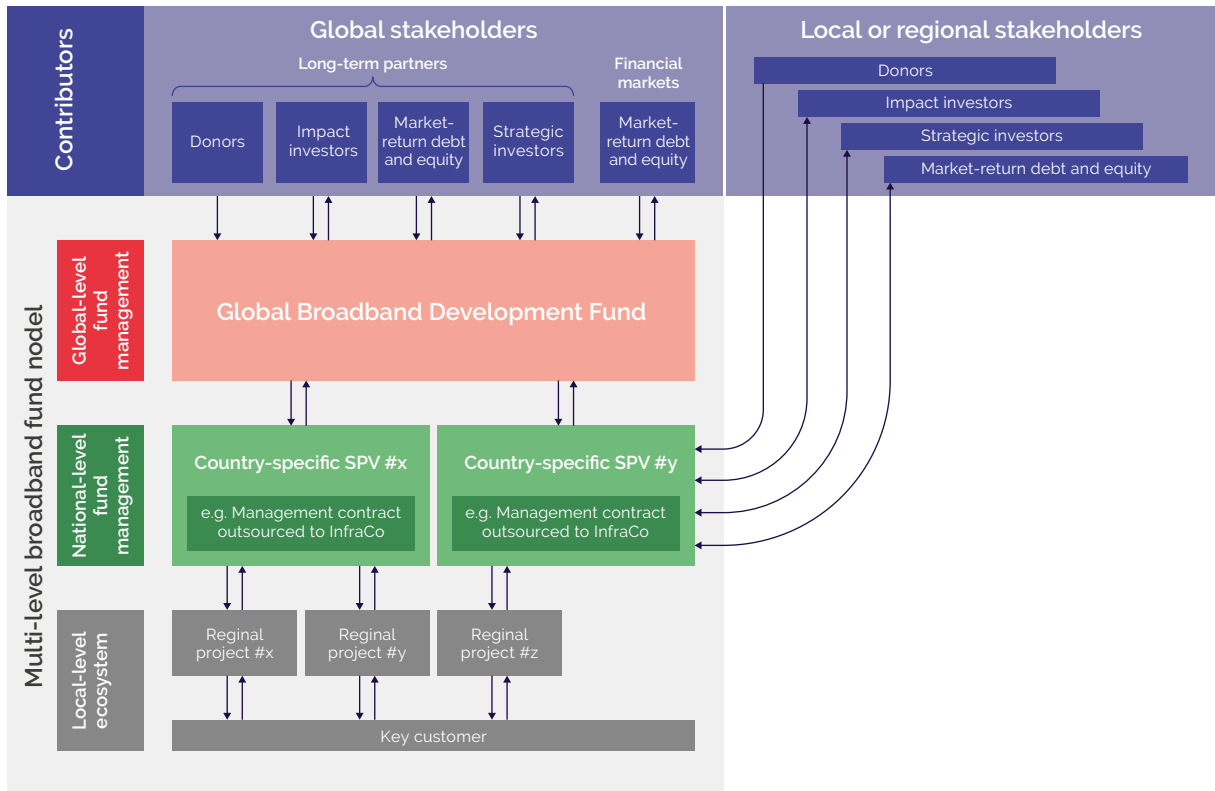 Contributors
Global stakeholders
Long-term partners
Financial
markets
Donors
Impact
investors
Market-
return debt
and equity
Strategic
investors
Market-
return debt
and equity
Local or regional stakeholders
Donors
Impact investors
Strategic investors
Market-return debt and equity
Multi-level broadband fund nodel
Global-level
fund
management
Global Broadband Development Fund
National-level
fund
management
Country-specific SPV #x
e.g. Management contract
outsourced to InfraCo
Country-specific SPV #y
e.g. Management contract
outsourced to InfraCo
Local-level
ecosystem
Reginal
project #x
Reginal
project #y
Reginal
project #z
Key customer